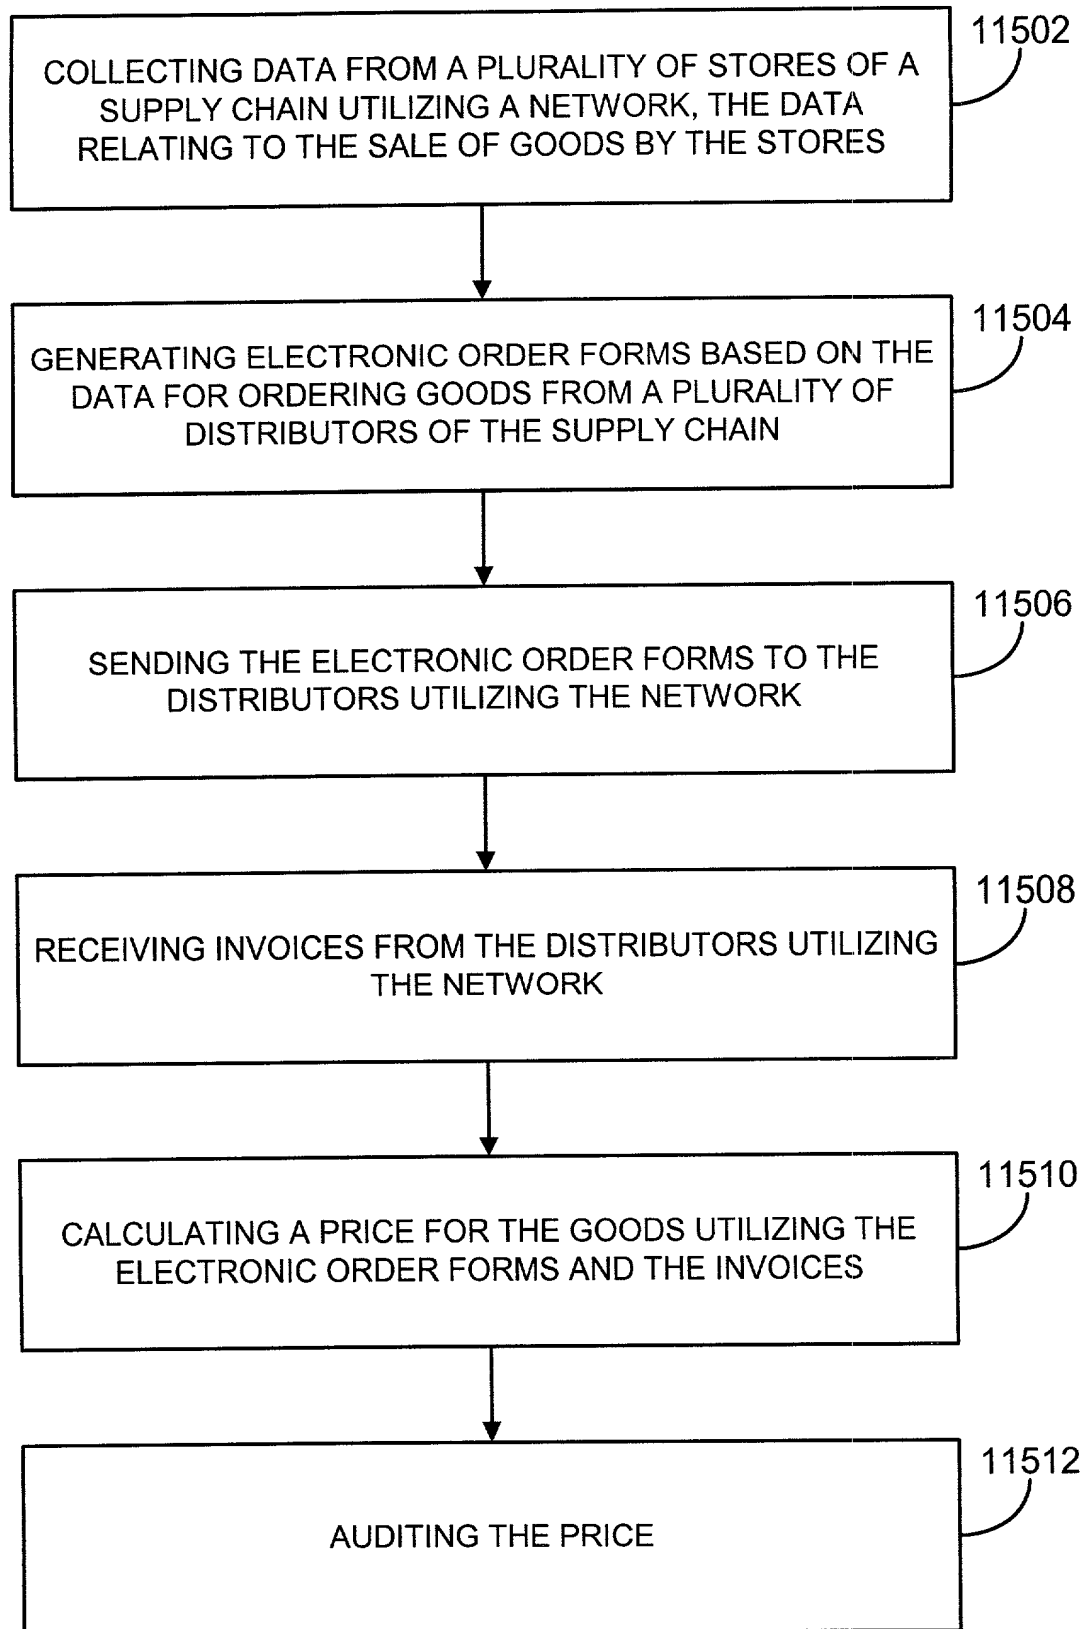 11502
COLLECTING DATA FROM A PLURALITY OF STORES OF A
SUPPLY CHAIN UTILIZING A NETWORK, THE DATA
RELATING TO THE SALE OF GOODS BY THE STORES
11504
GENERATING ELECTRONIC ORDER FORMS BASED ON THE
DATA FOR ORDERING GOODS FROM A PLURALITY OF
DISTRIBUTORS OF THE SUPPLY CHAIN
11506
SENDING THE ELECTRONIC ORDER FORMS TO THE
DISTRIBUTORS UTILIZING THE NETWORK
11508
RECEIVING INVOICES FROM THE DISTRIBUTORS UTILIZING
THE NETWORK
11510
CALCULATING A PRICE FOR THE GOODS UTILIZING THE
ELECTRONIC ORDER FORMS AND THE INVOICES
11512
AUDITING THE PRICE